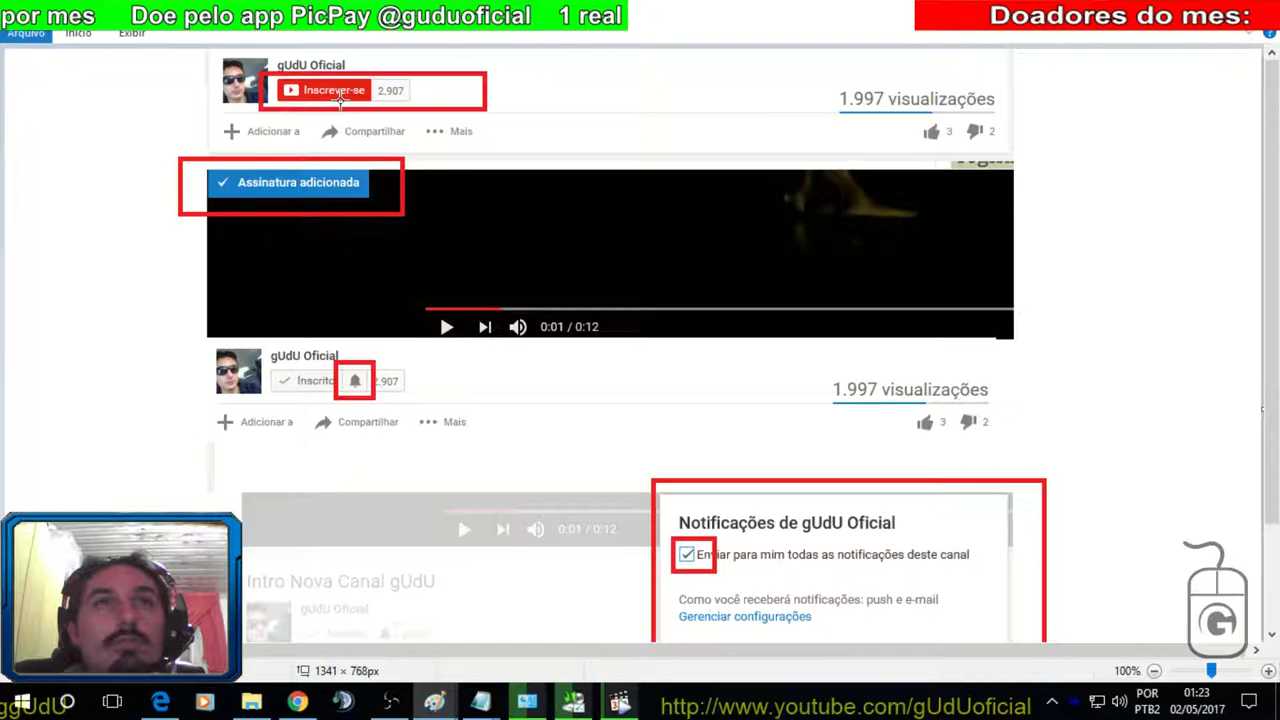 por mes Doe pelo app PicPay @guduoficial 1 real
Doadores do mes:
Arquivo Início Exibir
gUdU Oficial
Inscrever-se 2.907
1.997 visualizações
Adicionar a Compartilhar Mais 3 2
Assinatura adicionada
0:01 / 0:12
gUdU Oficial
Inscrito 2.907
1.997 visualizações
Adicionar a Compartilhar Mais 3 2
0:01 / 0:12
Notificações de gUdU Oficial
Enviar para mim todas as notificações deste canal
Intro Nova Canal gUdU
gUdU Oficial
Como você receberá notificações: push e e-mail
Gerenciar configurações
G
1341 × 768px
100%
ggUdU
http://www.youtube.com/gUdUoficial
POR
PTB2
01:23
02/05/2017